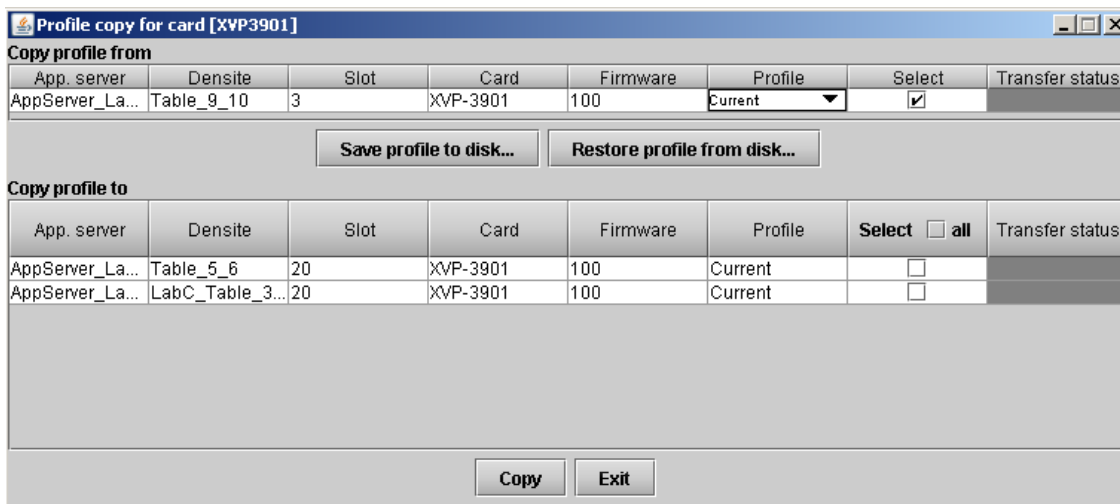 Profile copy for card [XVP3901]
Copy profile from
App. server Densite Slot Card Firmware Profile Select Transfer status
AppServer_La... Table_9_10 3 XVP-3901 100 Current
Save profile to disk... Restore profile from disk...
Copy profile to
App. server Densite Slot Card Firmware Profile Select all Transfer status
AppServer_La... Table_5_6 20 XVP-3901 100 Current
AppServer_La... LabC_Table_3... 20 XVP-3901 100 Current
Copy Exit